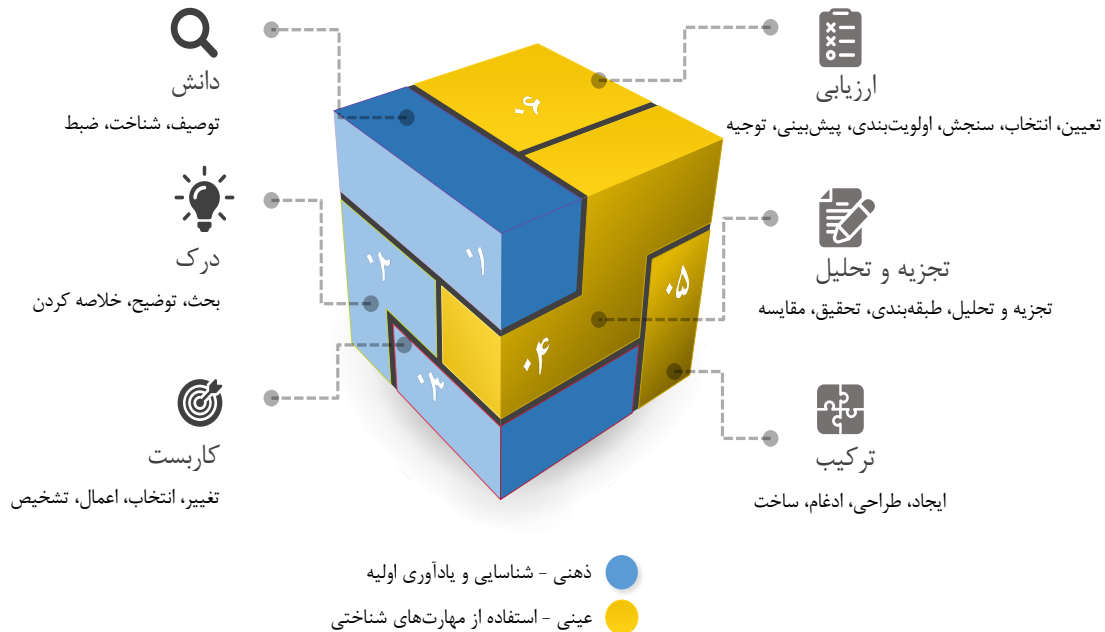 دانش
توصیف، شناخت، ضبط
درک
بحث، توضیح، خلاصه کردن
کاربست
تغییر، انتخاب، اعمال، تشخیص
ارزیابی
تعیین، انتخاب، سنجش، اولویت‌بندی، پیش‌بینی، توجیه
تجزیه و تحلیل
تجزیه و تحلیل، طبقه‌بندی، تحقیق، مقایسه
ترکیب
ایجاد، طراحی، ادغام، ساخت
۰۱
۰۲
۰۳
۰۴
۰۵
۰۶
ذهنی - شناسایی و یادآوری اولیه
عینی - استفاده از مهارت‌های شناختی